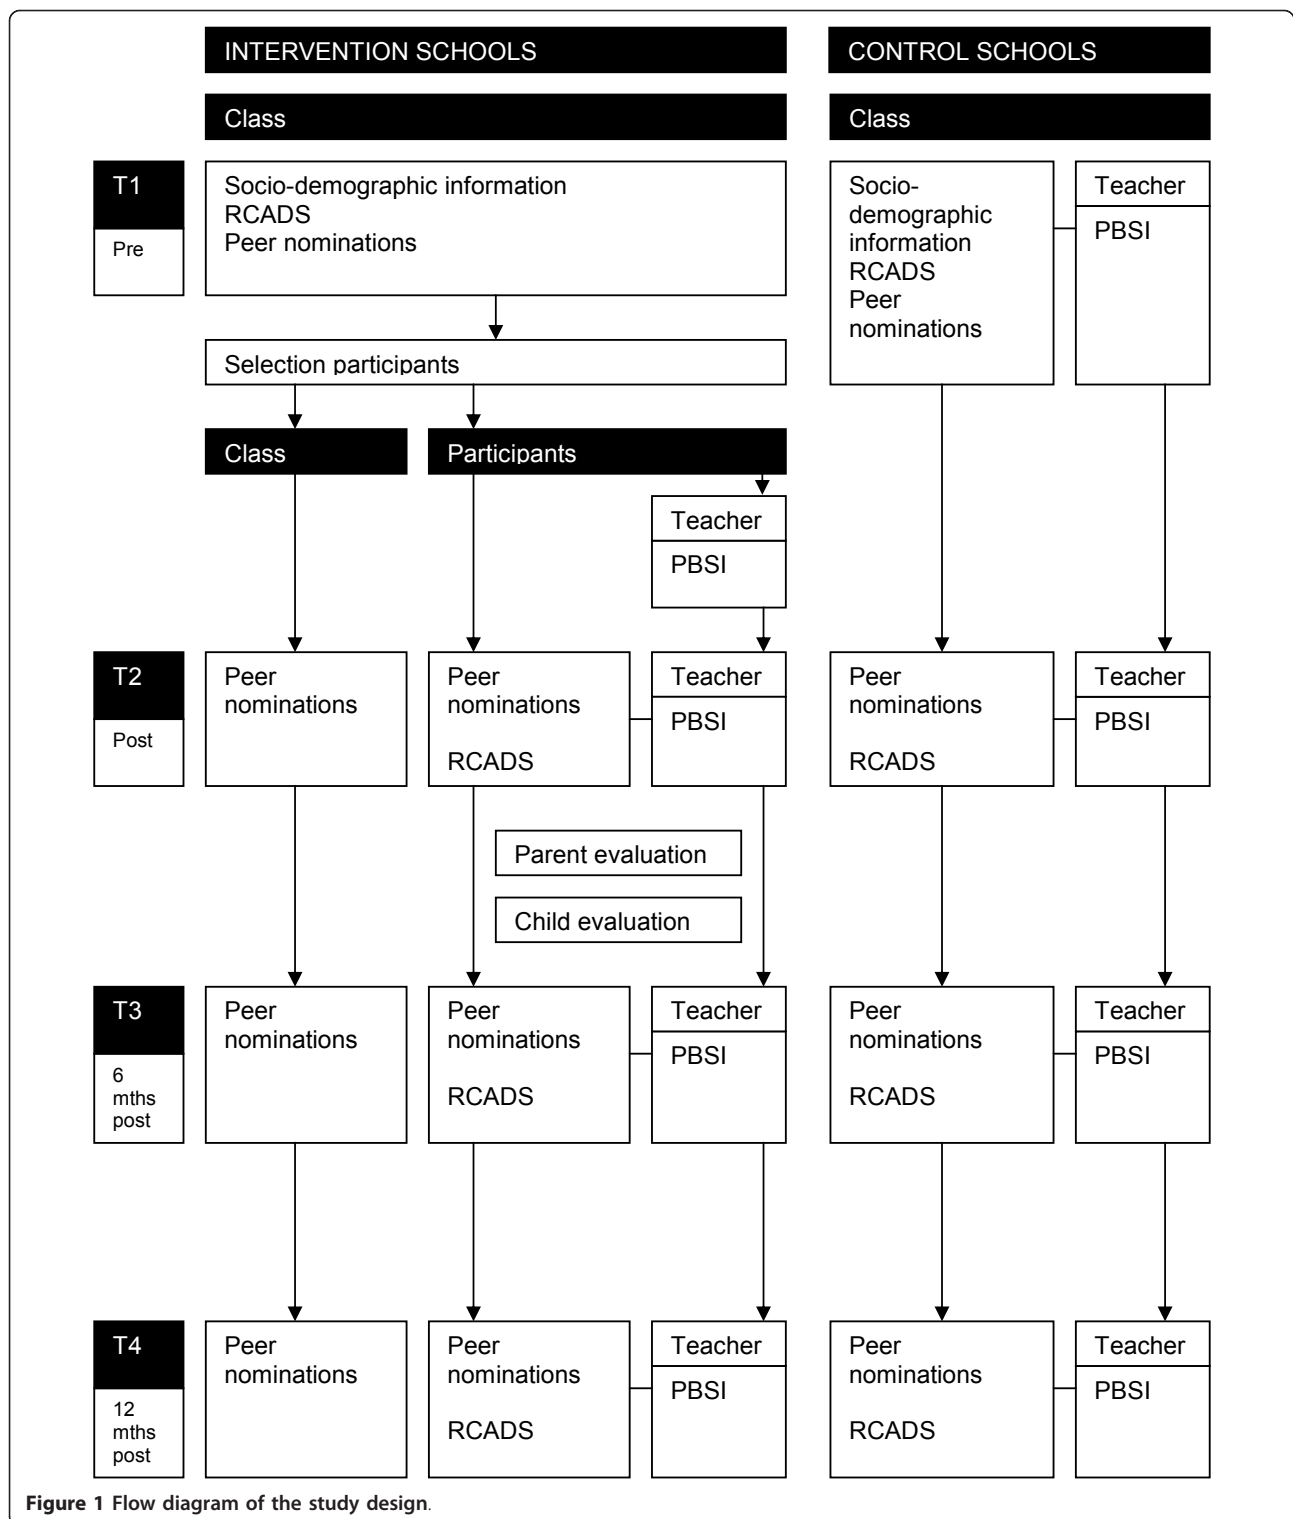 INTERVENTION SCHOOLS
CONTROL SCHOOLS
Class
Class
T1
Pre
Socio-demographic information
RCADS
Peer nominations
Socio-
demographic
information
RCADS
Peer
nominations
Teacher
PBSI
Selection participants
Class
Participants
Teacher
PBSI
T2
Post
Peer
nominations
Peer
nominations
RCADS
Teacher
PBSI
Peer
nominations
RCADS
Teacher
PBSI
Parent evaluation
Child evaluation
T3
6
mths
post
Peer
nominations
Peer
nominations
RCADS
Teacher
PBSI
Peer
nominations
RCADS
Teacher
PBSI
T4
12
mths
post
Peer
nominations
Peer
nominations
RCADS
Teacher
PBSI
Peer
nominations
RCADS
Teacher
PBSI
Figure 1 Flow diagram of the study design.